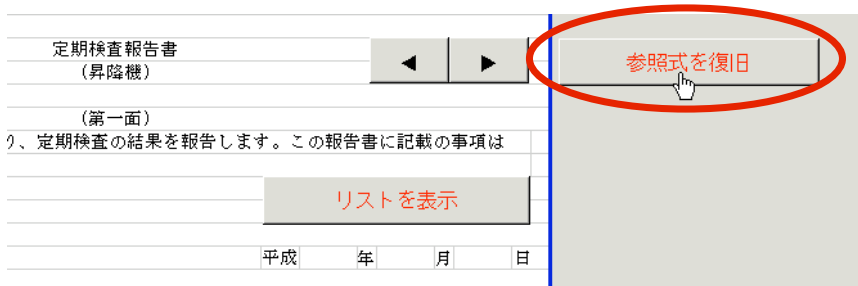 定期検査報告書
(昇降機)
◀ ▶
参照式を復旧
(第一面)
り、定期検査の結果を報告します。この報告書に記載の事項は
リストを表示
平成 年 月 日